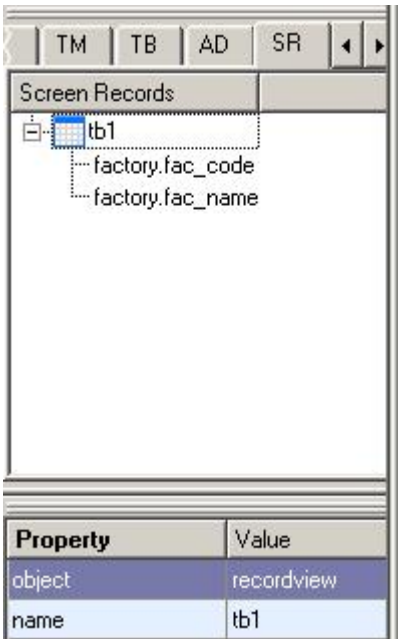 TM TB AD SR
Screen Records
tb1
factory.fac_code
factory.fac_name
Property Value
object recordview
name tb1